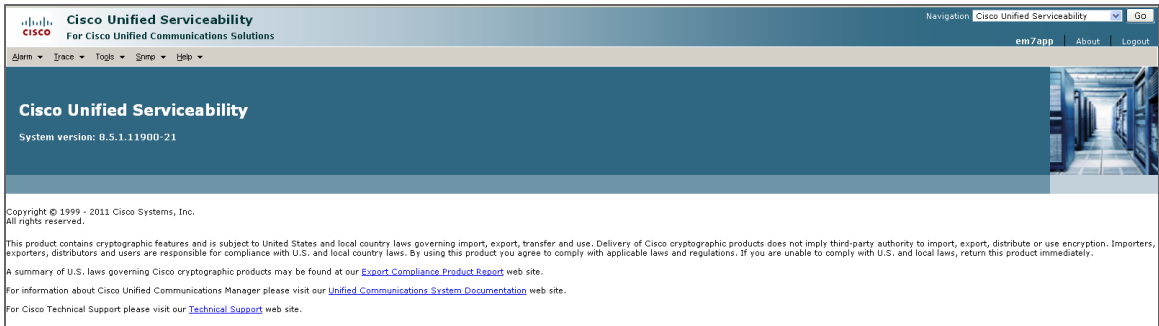 Cisco Unified Serviceability
Navigation Cisco Unified Serviceability Go
CISCO For Cisco Unified Communications Solutions
em7app About Logout
Alarm Trace Tools Snmp Help
Cisco Unified Serviceability
System version: 8.5.1.11900-21
Copyright © 1999 - 2011 Cisco Systems, Inc.
All rights reserved.
This product contains cryptographic features and is subject to United States and local country laws governing import, export, transfer and use. Delivery of Cisco cryptographic products does not imply third-party authority to import, export, distribute or use encryption. Importers,
exporters, distributors and users are responsible for compliance with U.S. and local country laws. By using this product you agree to comply with applicable laws and regulations. If you are unable to comply with U.S. and local laws, return this product immediately.
A summary of U.S. laws governing Cisco cryptographic products may be found at our Export Compliance Product Report web site.
For information about Cisco Unified Communications Manager please visit our Unified Communications System Documentation web site.
For Cisco Technical Support please visit our Technical Support web site.